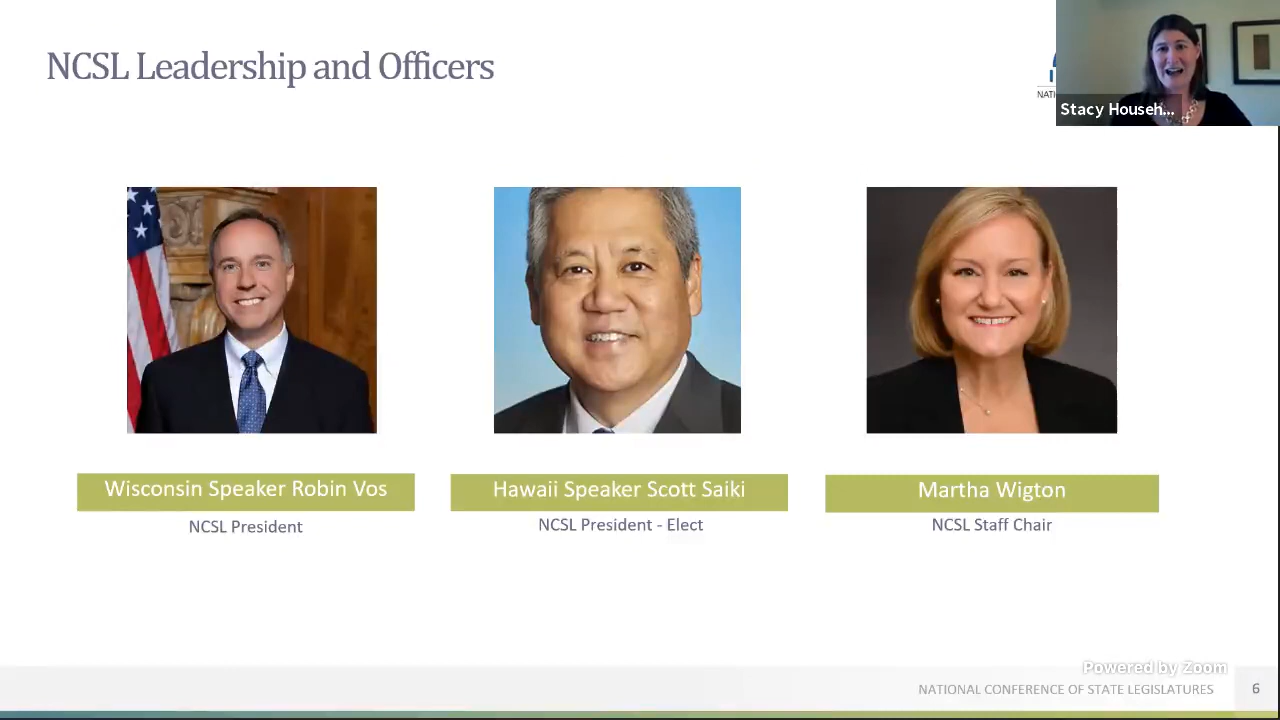 NCSL Leadership and Officers
NATI
Stacy Househ...
Wisconsin Speaker Robin Vos
NCSL President
Hawaii Speaker Scott Saiki
NCSL President - Elect
Martha Wigton
NCSL Staff Chair
Powered by Zoom
NATIONAL CONFERENCE OF STATE LEGISLATURES
6